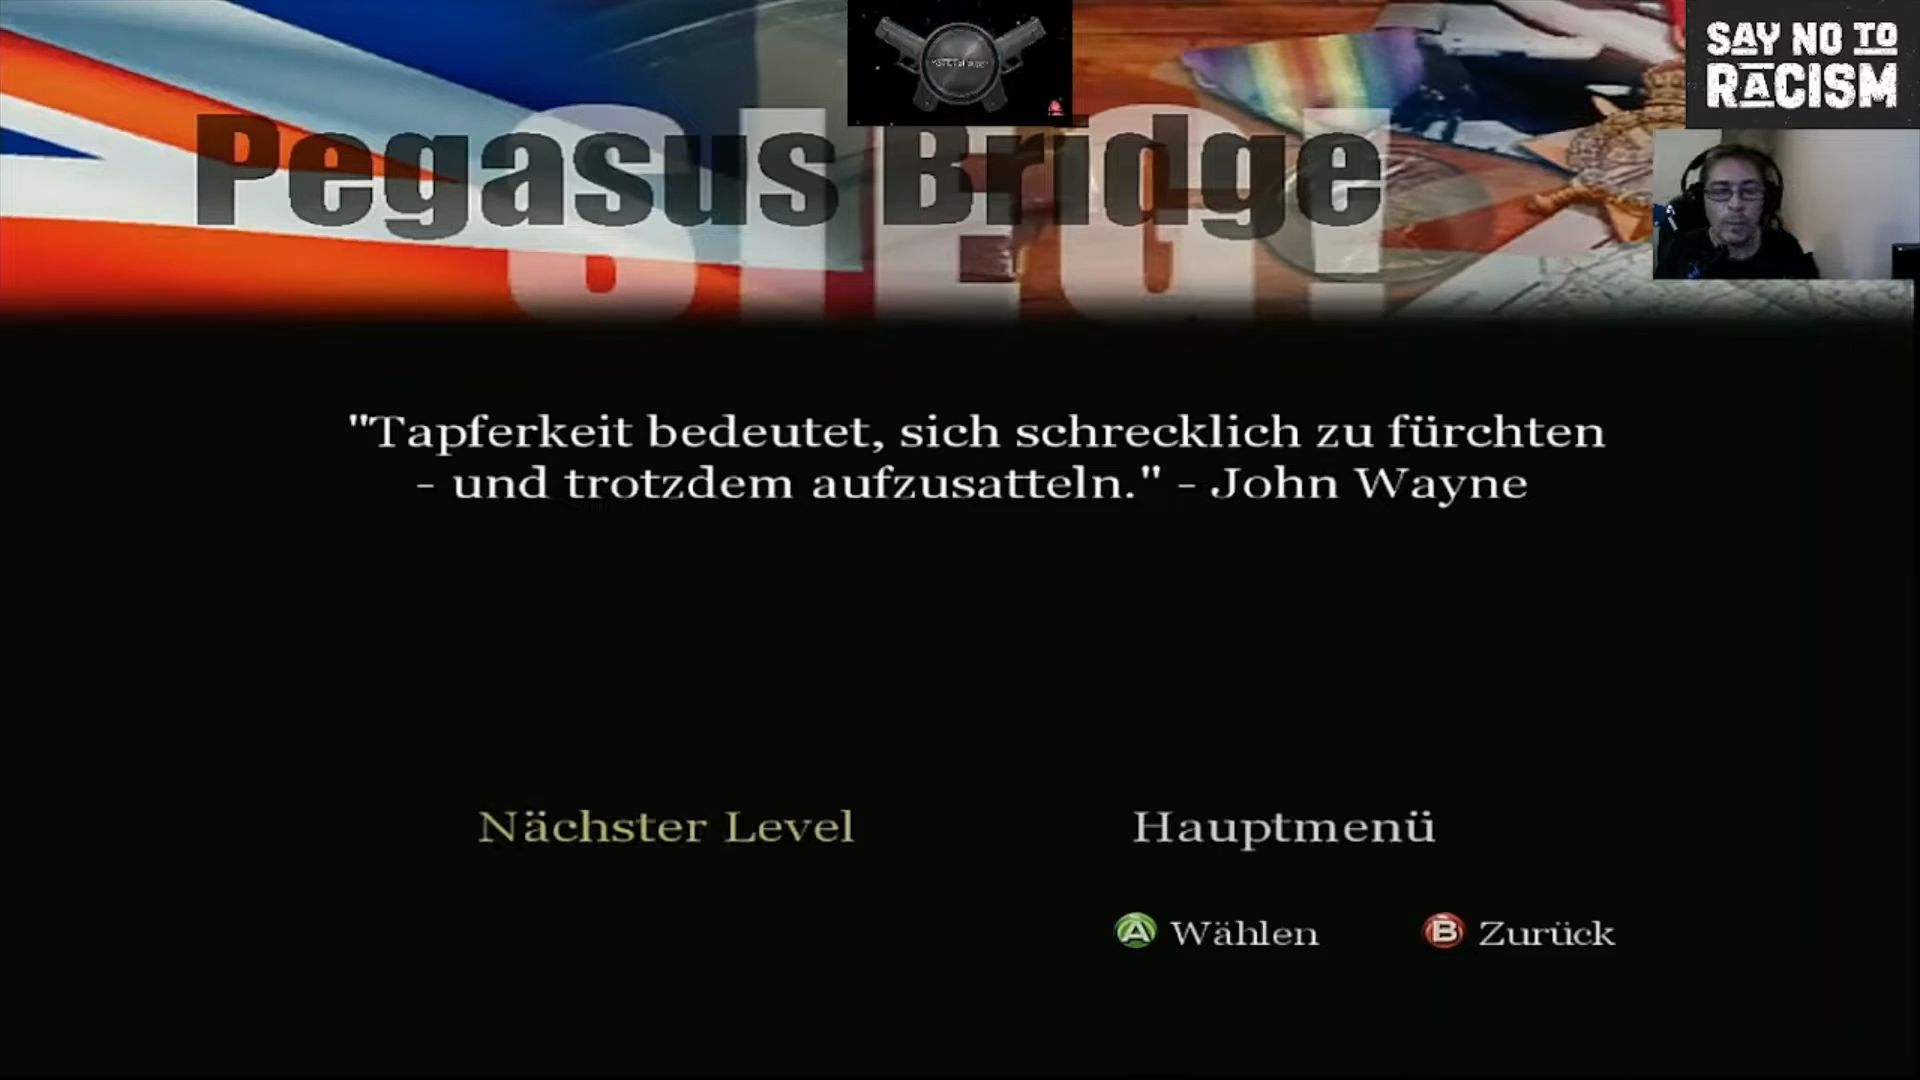 SAY NO TO
RACISM
Pegasus Bridge
SIEG!
"Tapferkeit bedeutet, sich schrecklich zu fürchten
- und trotzdem aufzusatteln." - John Wayne
Nächster Level
Hauptmenü
A Wählen
B Zurück